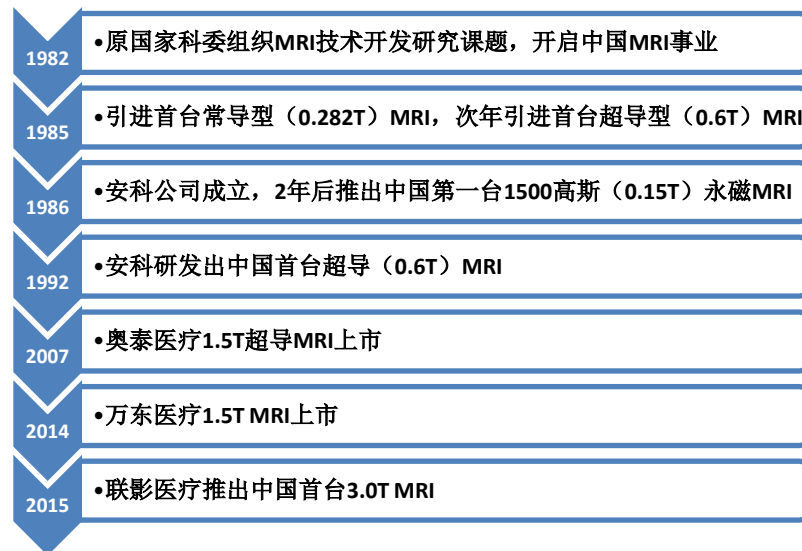 1982
•原国家科委组织MRI技术开发研究课题，开启中国MRI事业
1985
•引进首台常导型（0.282T）MRI，次年引进首台超导型（0.6T）MRI
1986
•安科公司成立，2年后推出中国第一台1500高斯（0.15T）永磁MRI
1992
•安科研发出中国首台超导（0.6T）MRI
2007
•奥泰医疗1.5T超导MRI上市
2014
•万东医疗1.5T MRI上市
2015
•联影医疗推出中国首台3.0T MRI